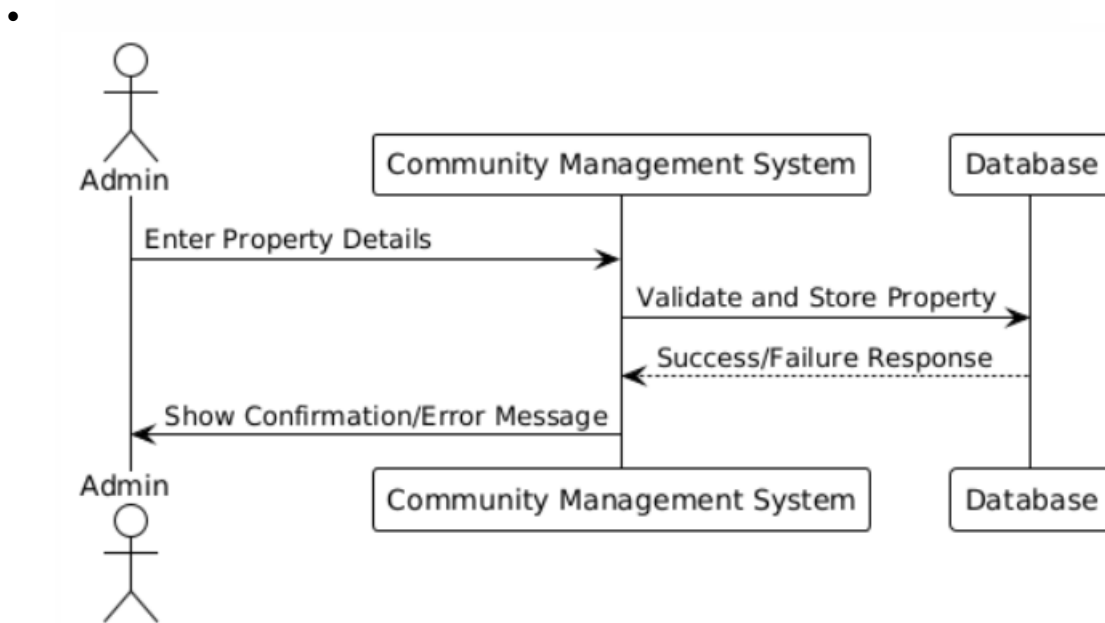 Admin
Community Management System
Database
Enter Property Details
Validate and Store Property
Success/Failure Response
Show Confirmation/Error Message
Admin
Community Management System
Database